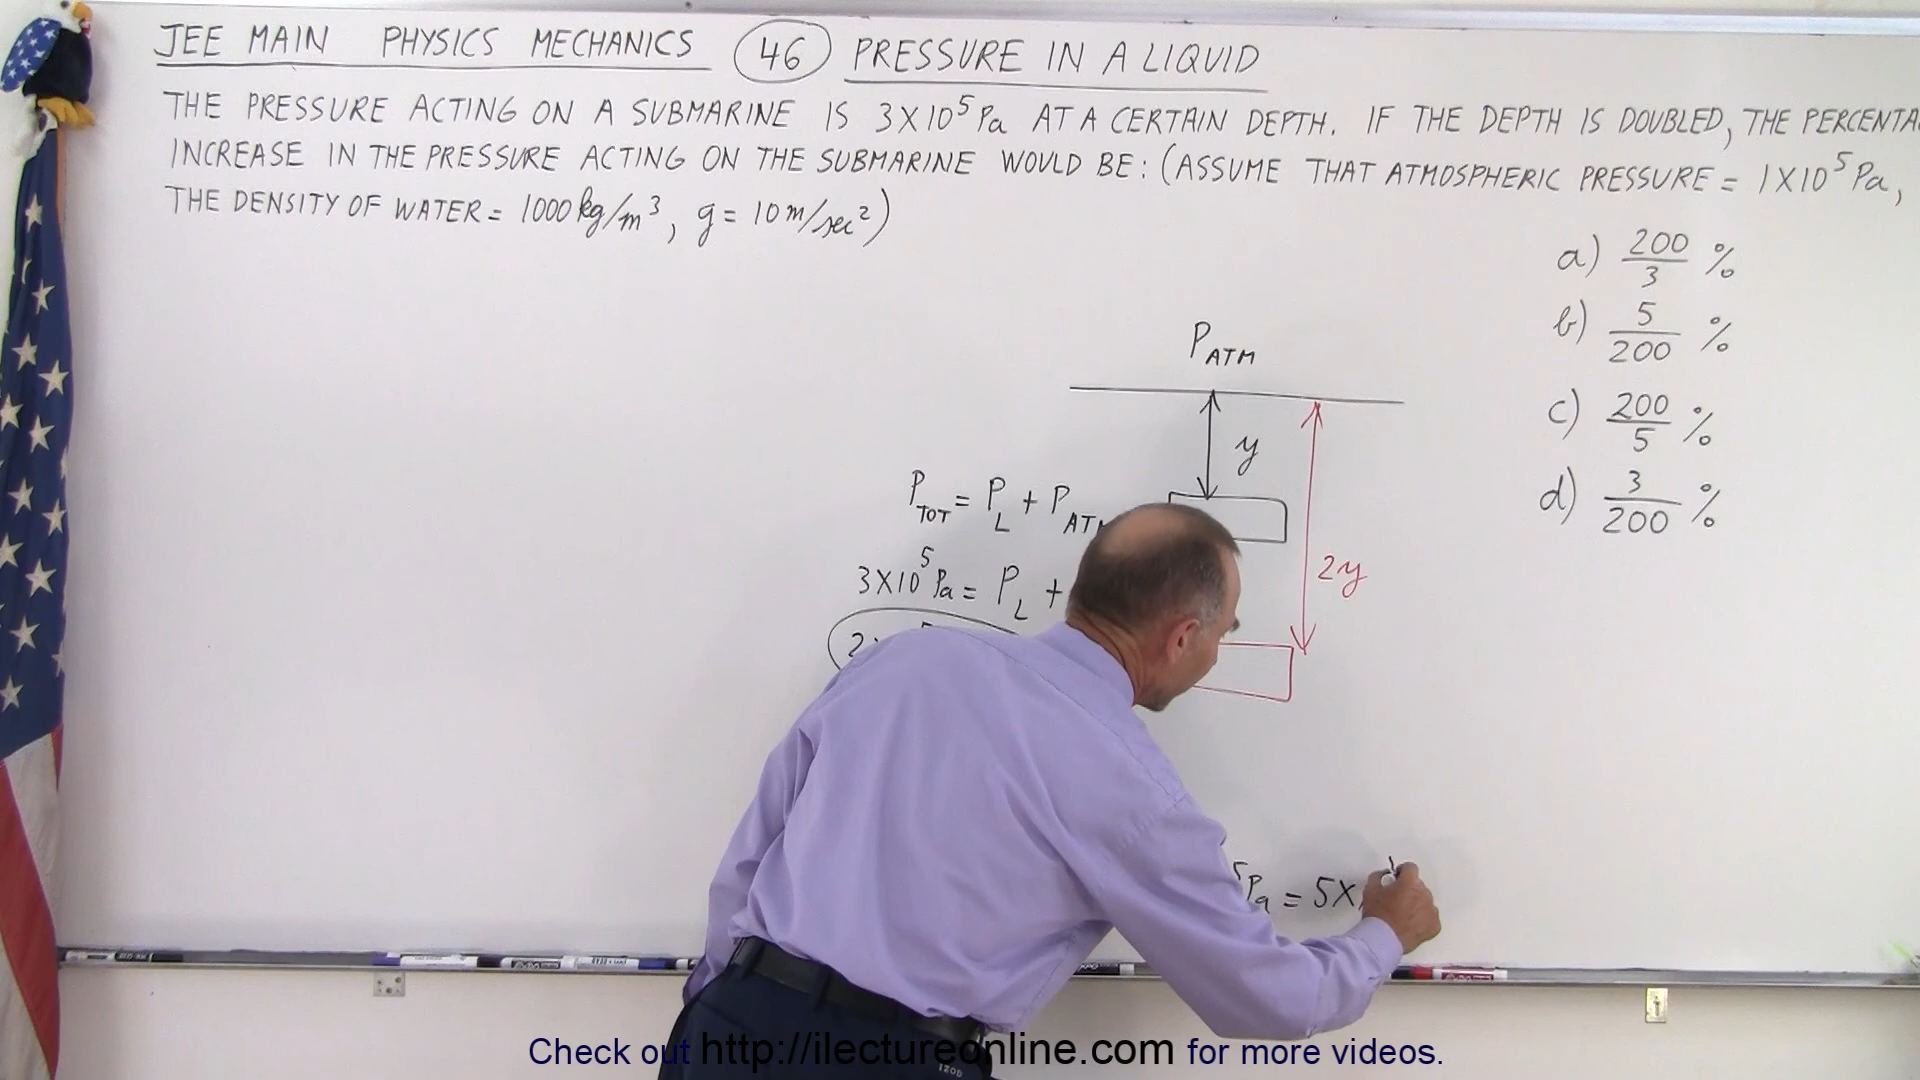 JEE MAIN PHYSICS MECHANICS 46 PRESSURE IN A LIQUID
THE PRESSURE ACTING ON A SUBMARINE IS 3X10⁵ Pa AT A CERTAIN DEPTH. IF THE DEPTH IS DOUBLED, THE
INCREASE IN THE PRESSURE ACTING ON THE SUBMARINE WOULD BE: (ASSUME THAT ATMOSPHERIC PRESSURE = 1X10⁵ Pa,
THE DENSITY OF WATER = 1000 kg/m³, g = 10 m/sec²)
a) 200/3 %
b) 5/200 %
c) 200/5 %
d) 3/200 %
P_ATM
y
2y
P_TOT = P_L + P
3X10⁵ Pa = P_L +
2
⁵Pa = 5X
IZOD
Check out http://ilectureonline.com for more videos.